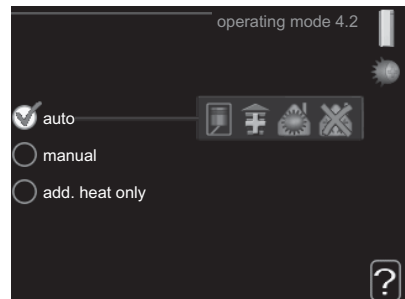 operating mode 4.2
auto
manual
add. heat only
?